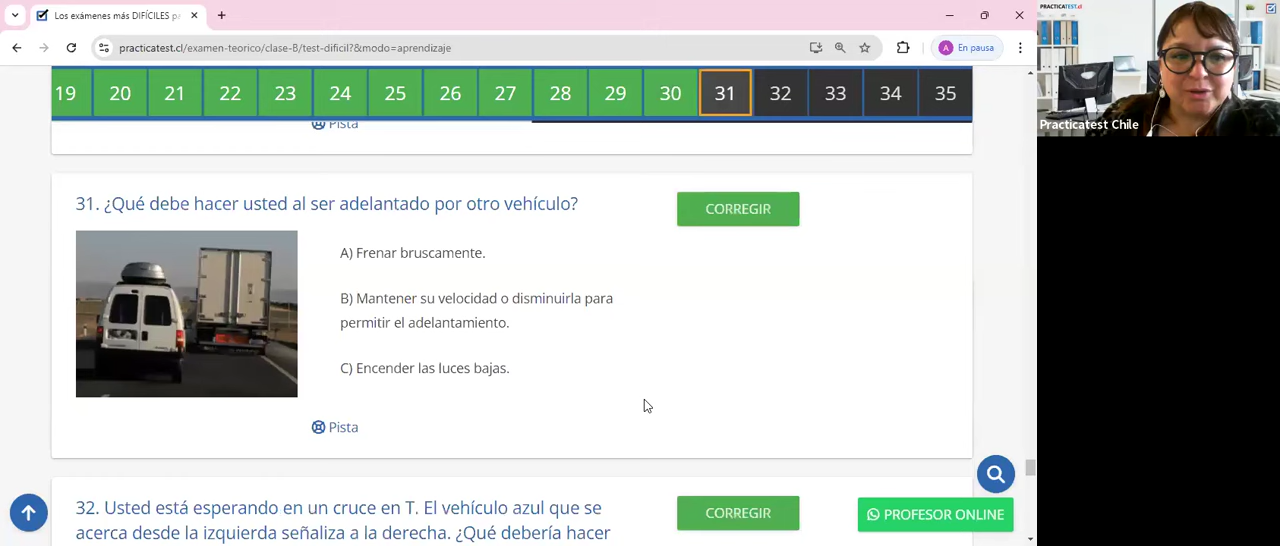 Los exámenes más DIFÍCILES pa
practicatest.cl/examen-teorico/clase-B/test-dificil?&modo=aprendizaje
En pausa
A
PRACTICATEST.cl
Practicatest Chile
19 20 21 22 23 24 25 26 27 28 29 30 31 32 33 34 35
Pista
31. ¿Qué debe hacer usted al ser adelantado por otro vehículo?
CORREGIR
A) Frenar bruscamente.
B) Mantener su velocidad o disminuirla para
permitir el adelantamiento.
C) Encender las luces bajas.
Pista
32. Usted está esperando en un cruce en T. El vehículo azul que se
acerca desde la izquierda señaliza a la derecha. ¿Qué debería hacer
CORREGIR
PROFESOR ONLINE